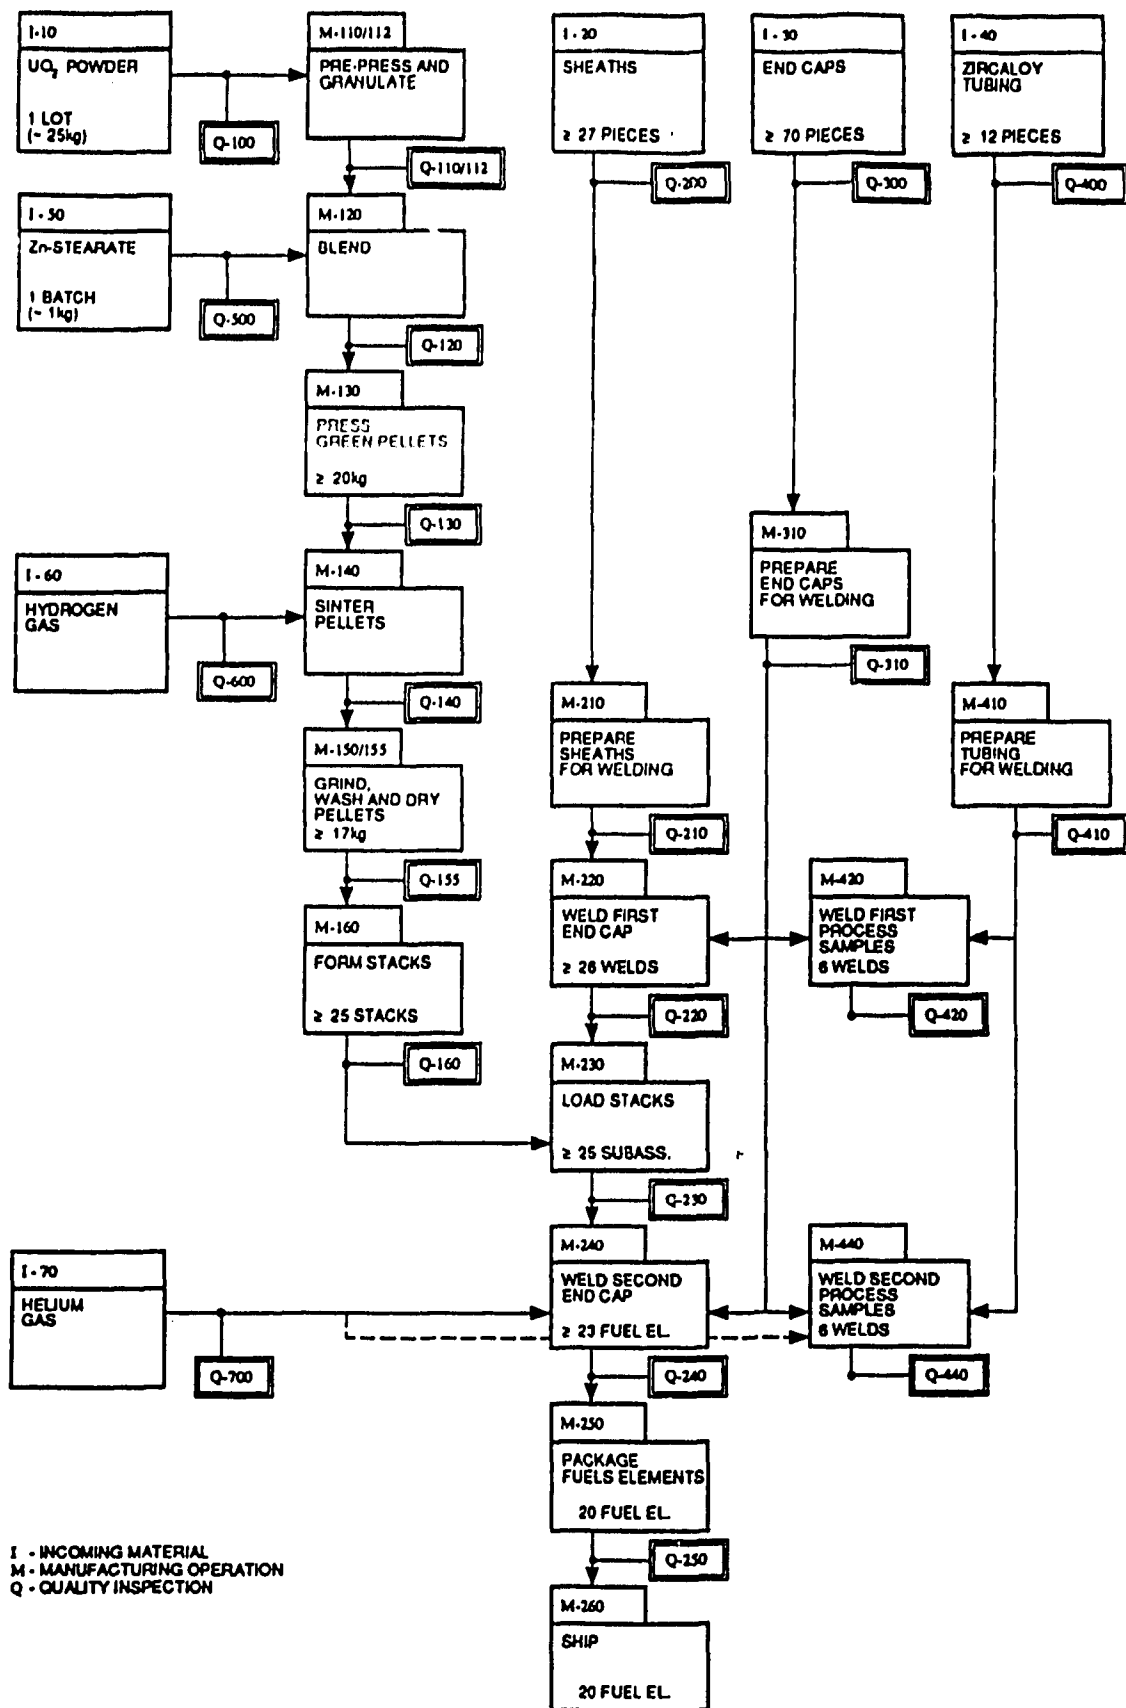 I-10
UO₂ POWDER
1 LOT
(~ 25kg)
Q-100
M-110/112
PRE-PRESS AND
GRANULATE
Q-110/112
I-20
SHEATHS
≥ 27 PIECES
Q-200
I-30
END CAPS
≥ 70 PIECES
Q-300
I-40
ZIRCALOY
TUBING
≥ 12 PIECES
Q-400
I-50
Zn-STEARATE
1 BATCH
(~ 1kg)
Q-500
M-120
BLEND
Q-120
M-130
PRESS
GREEN PELLETS
≥ 20kg
Q-130
I-60
HYDROGEN
GAS
Q-600
M-140
SINTER
PELLETS
Q-140
M-310
PREPARE
END CAPS
FOR WELDING
Q-310
M-150/155
GRIND,
WASH AND DRY
PELLETS
≥ 17kg
Q-155
M-210
PREPARE
SHEATHS
FOR WELDING
Q-210
M-410
PREPARE
TUBING
FOR WELDING
Q-410
M-160
FORM STACKS
≥ 25 STACKS
Q-160
M-220
WELD FIRST
END CAP
≥ 26 WELDS
Q-220
M-420
WELD FIRST
PROCESS
SAMPLES
6 WELDS
Q-420
M-230
LOAD STACKS
≥ 25 SUBASS.
Q-230
I-70
HELIUM
GAS
Q-700
M-240
WELD SECOND
END CAP
≥ 23 FUEL EL.
Q-240
M-440
WELD SECOND
PROCESS
SAMPLES
6 WELDS
Q-440
M-250
PACKAGE
FUELS ELEMENTS
20 FUEL EL.
Q-250
M-260
SHIP
20 FUEL EL.
I - INCOMING MATERIAL
M - MANUFACTURING OPERATION
Q - QUALITY INSPECTION